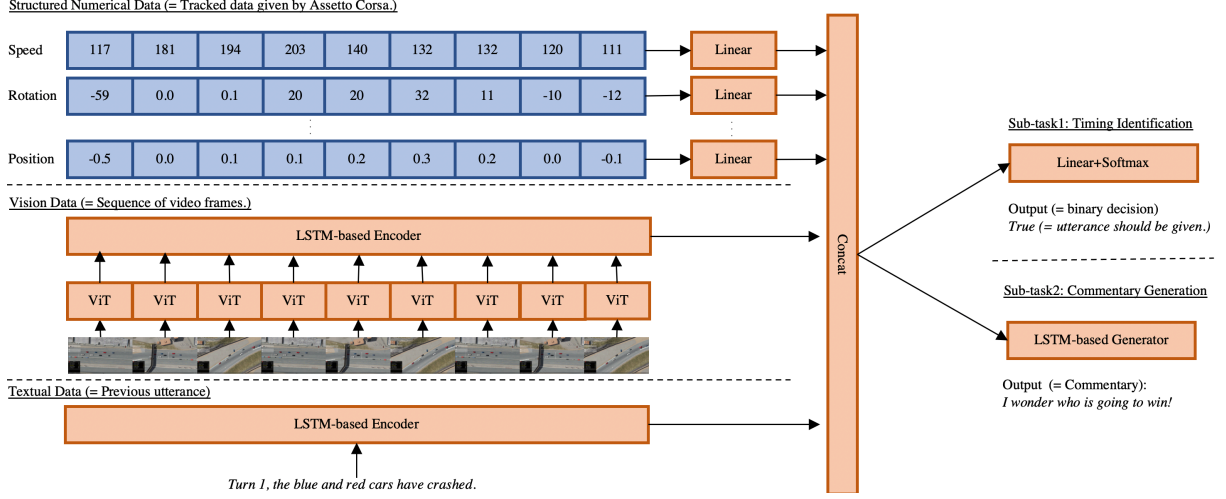 Structured Numerical Data (= Tracked data given by Assetto Corsa.)
Speed 117 181 194 203 140 132 132 120 111 Linear
Rotation -59 0.0 0.1 20 20 32 11 -10 -12 Linear
Position -0.5 0.0 0.1 0.1 0.2 0.3 0.2 0.0 -0.1 Linear
Vision Data (= Sequence of video frames.)
LSTM-based Encoder
ViT ViT ViT ViT ViT ViT ViT ViT ViT
Textual Data (= Previous utterance)
LSTM-based Encoder
Turn 1, the blue and red cars have crashed.
Concat
Sub-task1: Timing Identification
Linear+Softmax
Output (= binary decision)
True (= utterance should be given.)
Sub-task2: Commentary Generation
LSTM-based Generator
Output (= Commentary):
I wonder who is going to win!